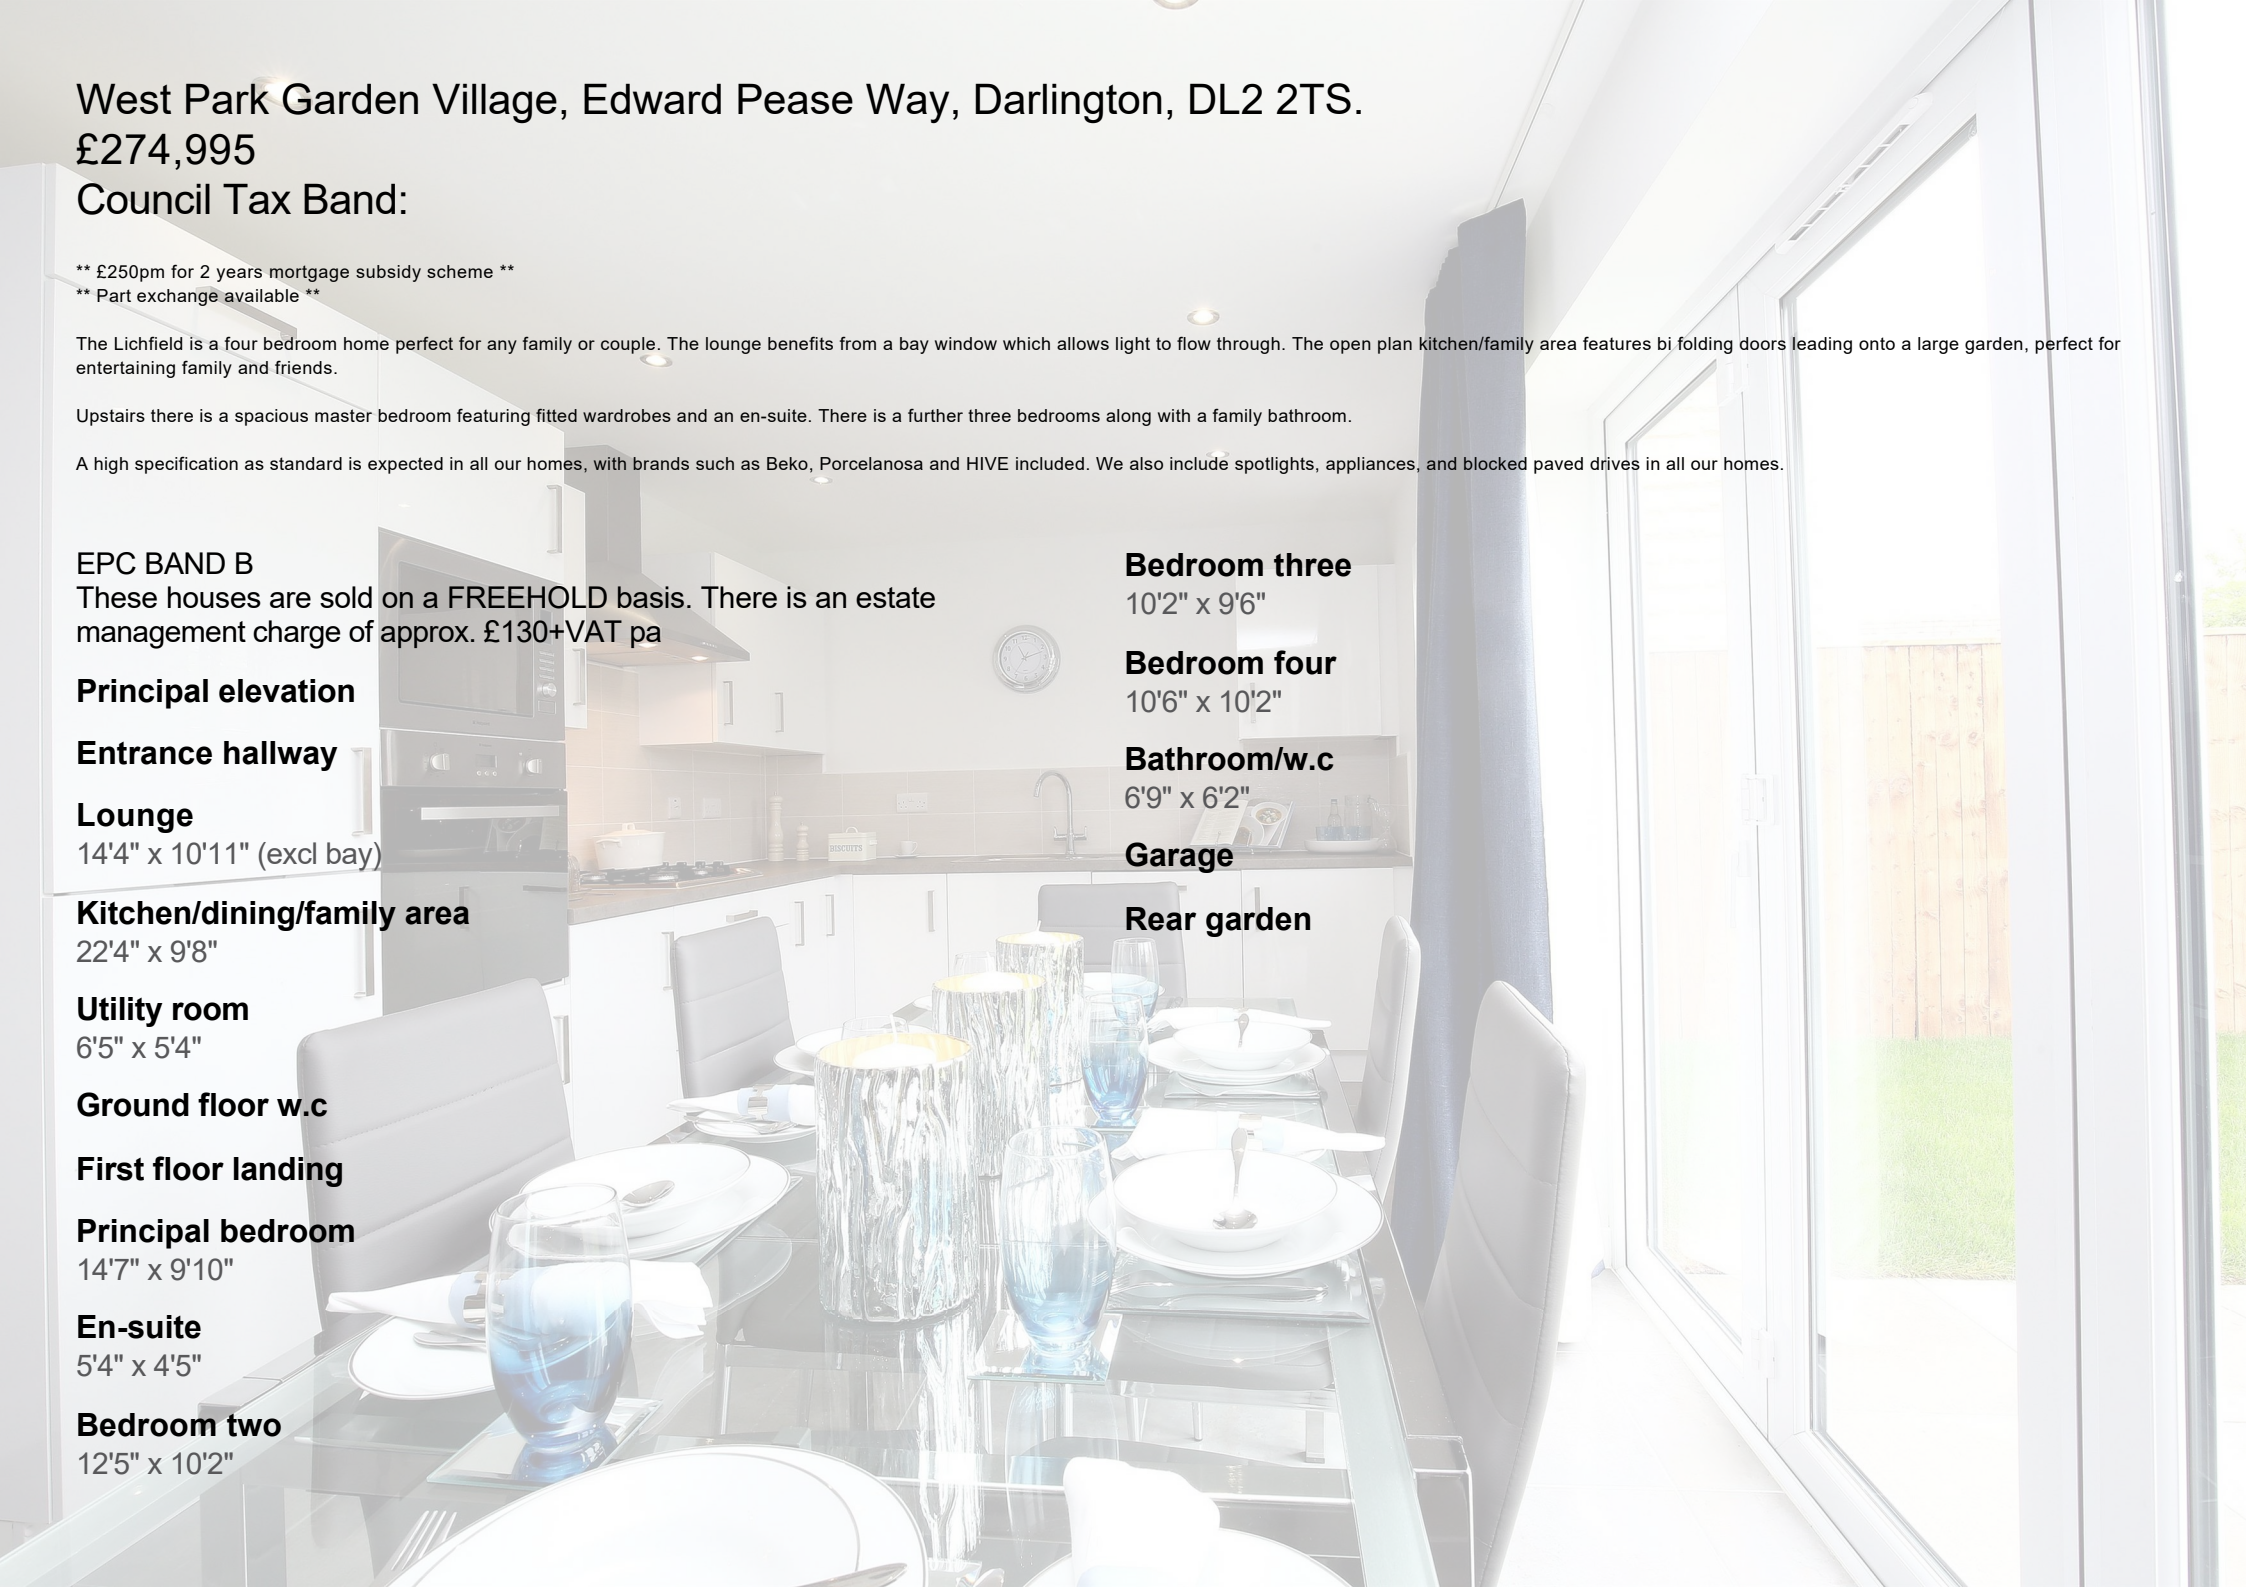 West Park Garden Village, Edward Pease Way, Darlington, DL2 2TS.
£274,995
Council Tax Band:
** £250pm for 2 years mortgage subsidy scheme **
** Part exchange available **
The Lichfield is a four bedroom home perfect for any family or couple. The lounge benefits from a bay window which allows light to flow through. The open plan kitchen/family area features bi folding doors leading onto a large garden, perfect for
entertaining family and friends.
Upstairs there is a spacious master bedroom featuring fitted wardrobes and an en-suite. There is a further three bedrooms along with a family bathroom.
A high specification as standard is expected in all our homes, with brands such as Beko, Porcelanosa and HIVE included. We also include spotlights, appliances, and blocked paved drives in all our homes.
EPC BAND B
These houses are sold on a FREEHOLD basis. There is an estate
management charge of approx. £130+VAT pa
Principal elevation
Entrance hallway
Lounge
14'4" x 10'11" (excl bay)
Kitchen/dining/family area
22'4" x 9'8"
Utility room
6'5" x 5'4"
Ground floor w.c
First floor landing
Principal bedroom
14'7" x 9'10"
En-suite
5'4" x 4'5"
Bedroom two
12'5" x 10'2"
Bedroom three
10'2" x 9'6"
Bedroom four
10'6" x 10'2"
Bathroom/w.c
6'9" x 6'2"
Garage
Rear garden
BISCUITS